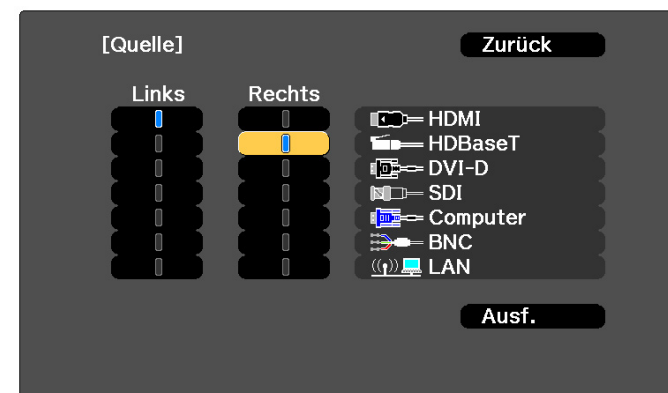 [Quelle] Zurück
Links Rechts
HDMI
HDBaseT
DVI-D
SDI
Computer
BNC
LAN
Ausf.